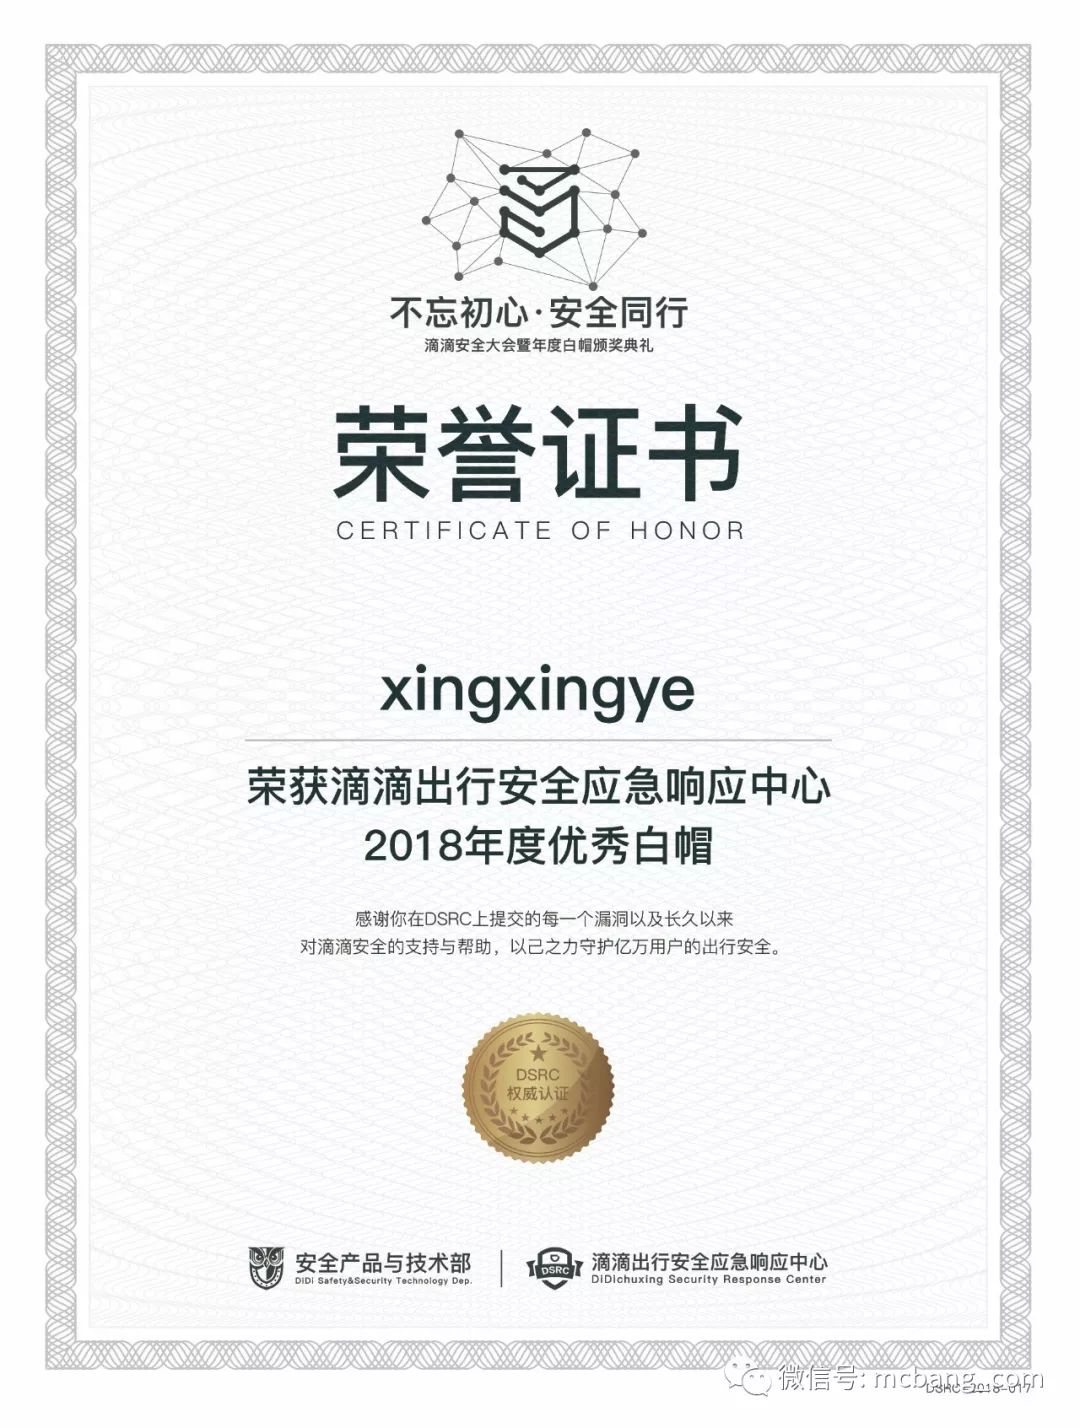 不忘初心·安全同行
滴滴安全大会暨年度白帽颁奖典礼
荣誉证书
CERTIFICATE OF HONOR
xingxingye
荣获滴滴出行安全应急响应中心
2018年度优秀白帽
感谢你在DSRC上提交的每一个漏洞以及长久以来
对滴滴安全的支持与帮助，以己之力守护亿万用户的出行安全。
DSRC
权威认证
安全产品与技术部
DiDi Safety&Security Technology Dep.
DSRC
滴滴出行安全应急响应中心
DiDichuxing Security Response Center
微信号: mcbang_com
DSRC-2018-017